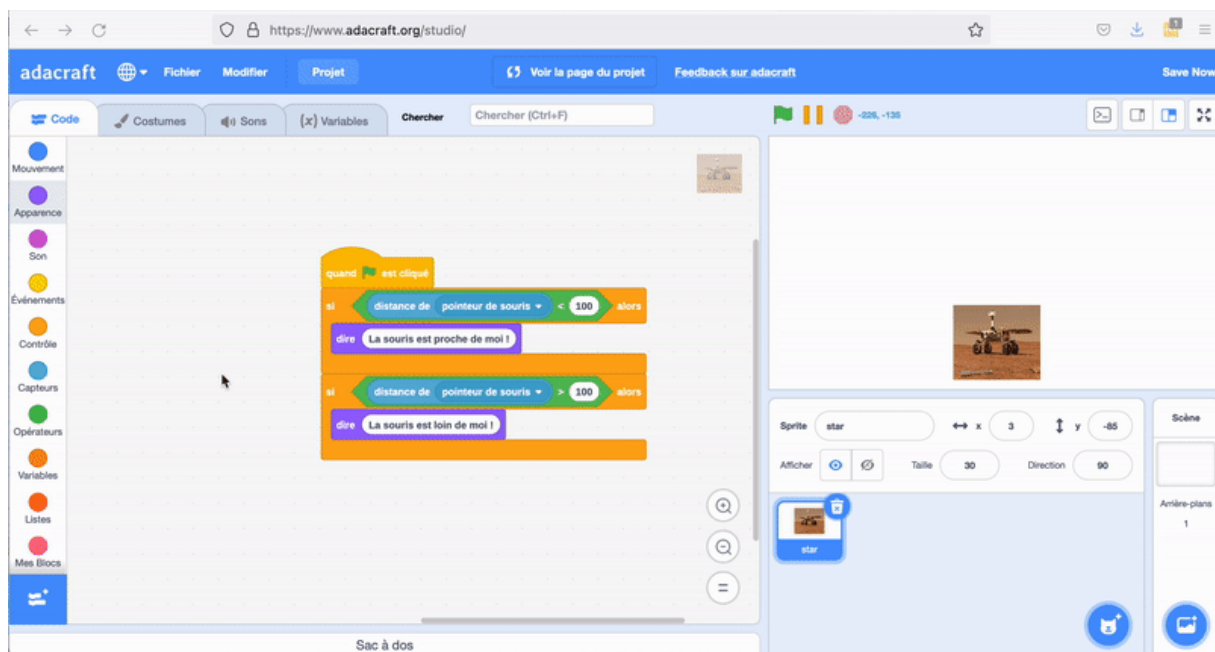 https://www.adacraft.org/studio/
1
adacraft Fichier Modifier Projet Voir la page du projet Feedback sur adacraft Save Now
Code Costumes Sons (x) Variables Chercher Chercher (Ctrl+F) -226, -135
Mouvement
Apparence
Son
Événements
Contrôle
Capteurs
Opérateurs
Variables
Listes
Mes Blocs
quand est cliqué
si distance de pointeur de souris < 100 alors
dire La souris est proche de moi !
si distance de pointeur de souris > 100 alors
dire La souris est loin de moi !
Sac à dos
Sprite star x 3 y -85
Afficher Taille 30 Direction 90
star
Scène
Arrière-plans
1